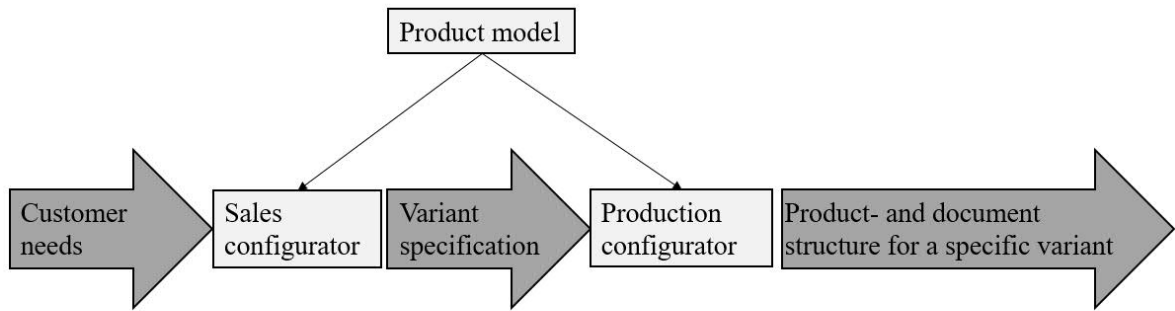 Product model
Customer
needs
Sales
configurator
Variant
specification
Production
configurator
Product- and document
structure for a specific variant